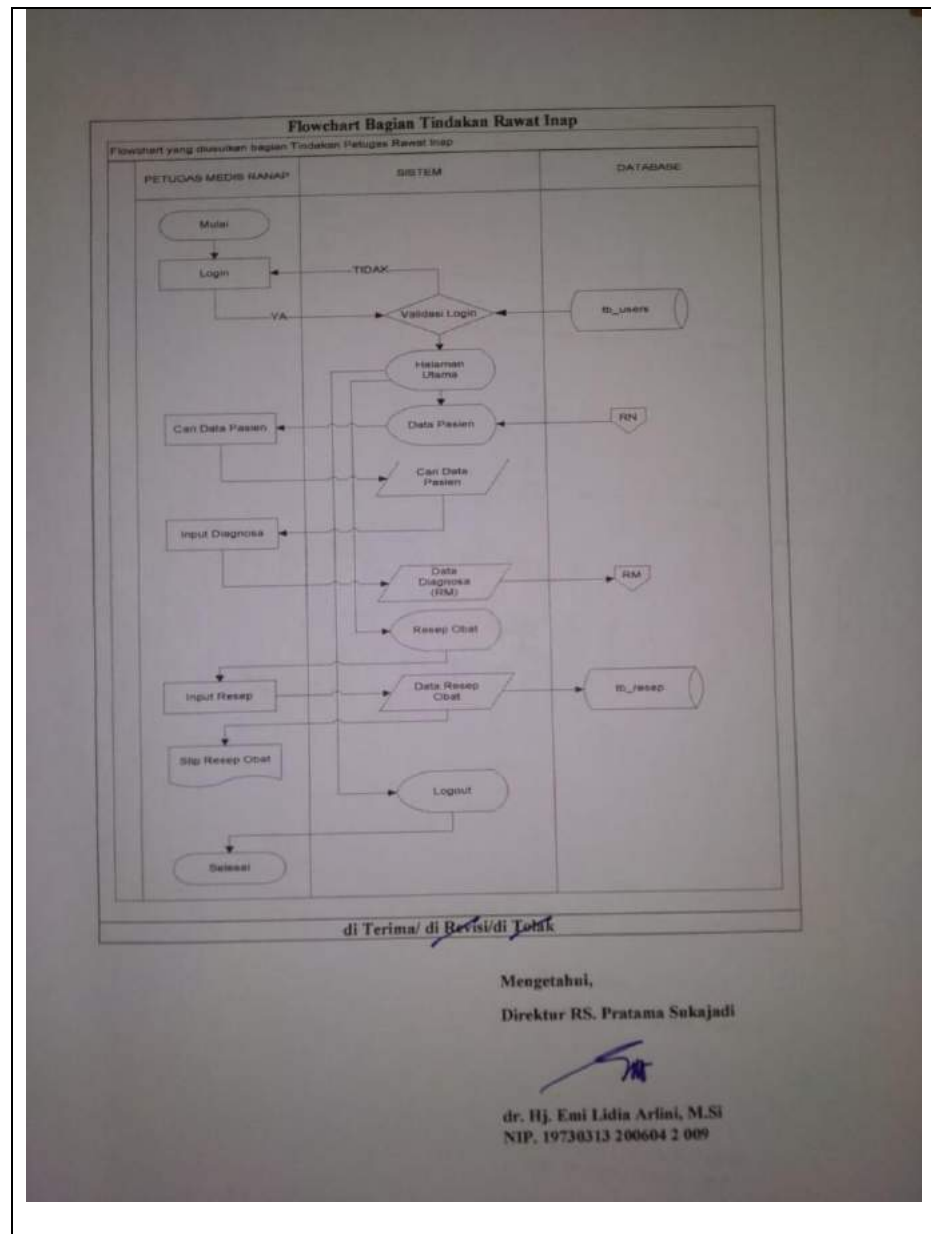 Flowchart Bagian Tindakan Rawat Inap
Flowchart yang diusulkan bagian Tindakan Petugas Rawat Inap
PETUGAS MEDIS RANAP
SISTEM
DATABASE
Mulai
Login
TIDAK
YA
Validasi Login
tb_users
Halaman
Utama
Cari Data Pasien
Data Pasien
RN
Cari Data
Pasien
Input Diagnosa
Data
Diagnosa
(RM)
RM
Resep Obat
Input Resep
Data Resep
Obat
tb_resep
Slip Resep Obat
Logout
Selesai
di Terima/ di Revisi/di Tolak
Mengetahui,
Direktur RS. Pratama Sukajadi
dr. Hj. Emi Lidia Arlini, M.Si
NIP. 19730313 200604 2 009